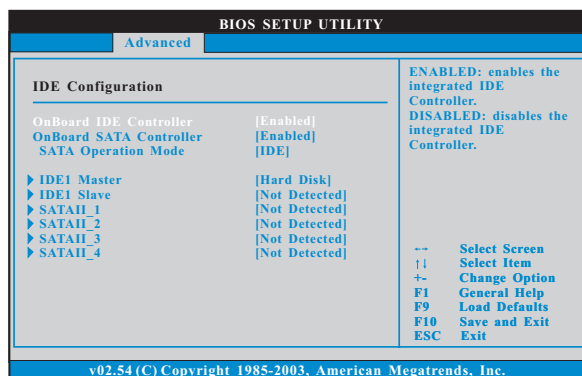 BIOS SETUP UTILITY
Advanced
IDE Configuration
OnBoard IDE Controller [Enabled]
OnBoard SATA Controller [Enabled]
SATA Operation Mode [IDE]
IDE1 Master [Hard Disk]
IDE1 Slave [Not Detected]
SATAII_1 [Not Detected]
SATAII_2 [Not Detected]
SATAII_3 [Not Detected]
SATAII_4 [Not Detected]
ENABLED: enables the
integrated IDE
Controller.
DISABLED: disables the
integrated IDE
Controller.
←→ Select Screen
↑↓ Select Item
+- Change Option
F1 General Help
F9 Load Defaults
F10 Save and Exit
ESC Exit
v02.54 (C) Copyright 1985-2003, American Megatrends, Inc.